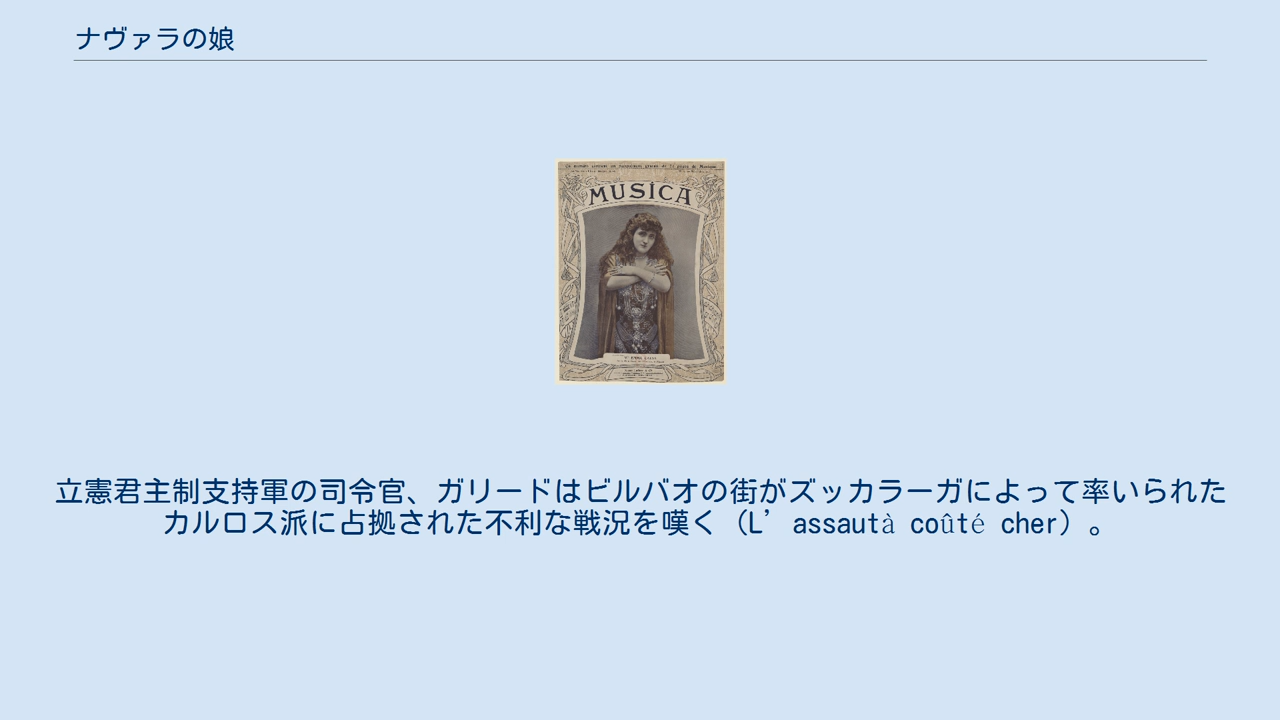 ナヴァラの娘
MUSICA
立憲君主制支持軍の司令官、ガリードはビルバオの街がズッカラーガによって率いられた
カルロス派に占拠された不利な戦況を嘆く（L’assautà coûté cher）。